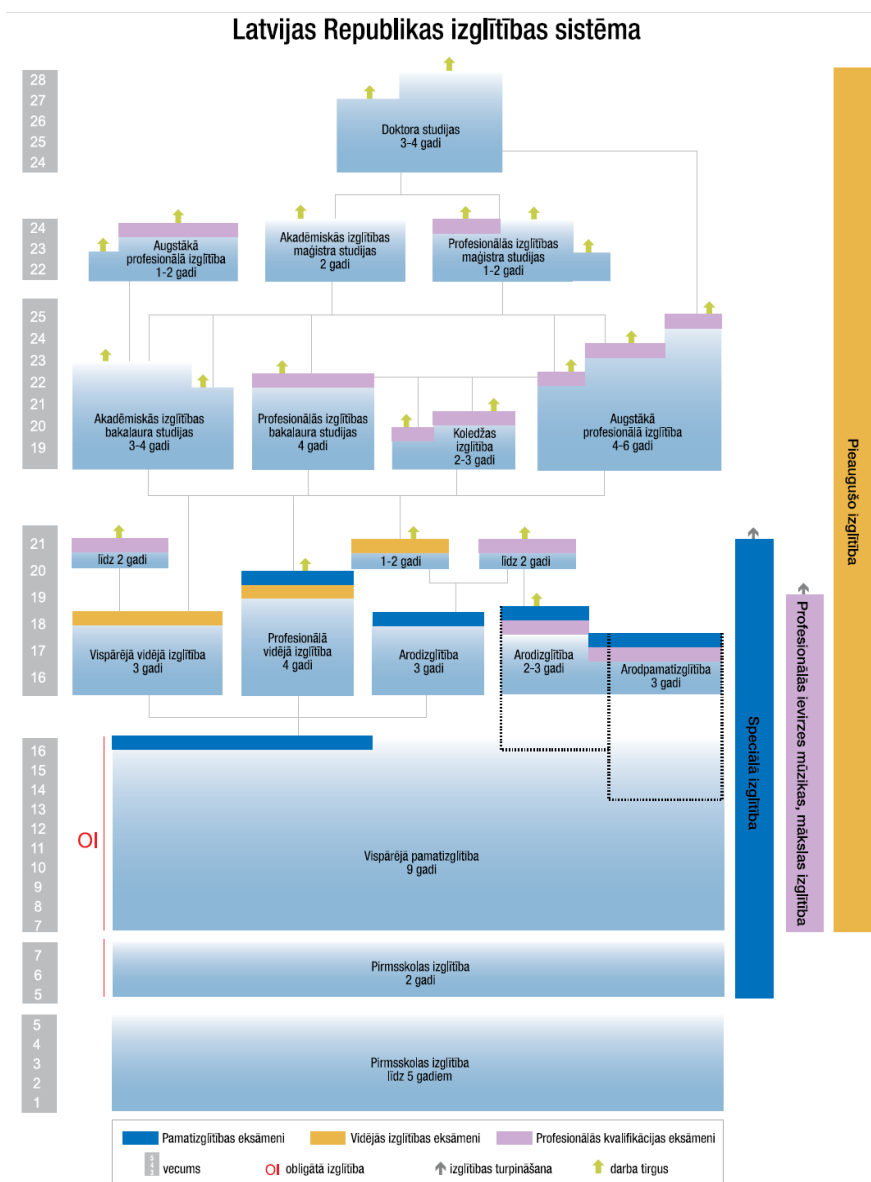 Latvijas Republikas izglītības sistēma
28
27
26
25
24
Doktora studijas
3-4 gadi
24
23
22
Augstākā
profesionālā izglītība
1-2 gadi
Akadēmiskās izglītības
maģistra studijas
2 gadi
Profesionālās izglītības
maģistra studijas
1-2 gadi
25
24
23
22
21
20
19
Akadēmiskās izglītības
bakalaura studijas
3-4 gadi
Profesionālās izglītības
bakalaura studijas
4 gadi
Koledžas
izglītība
2-3 gadi
Augstākā
profesionālā izglītība
4-6 gadi
21
20
19
18
17
16
līdz 2 gadi
1-2 gadi
līdz 2 gadi
Vispārējā vidējā izglītība
3 gadi
Profesionālā
vidējā izglītība
4 gadi
Arodizglītība
3 gadi
Arodizglītība
2-3 gadi
Arodpamatizglītība
3 gadi
16
15
14
13
12
11
10
9
8
7
OI
Vispārējā pamatizglītība
9 gadi
7
6
5
Pirmsskolas izglītība
2 gadi
5
4
3
2
1
Pirmsskolas izglītība
līdz 5 gadiem
Speciālā izglītība
Profesionālās ievirzes mūzikas, mākslas izglītība
Pieaugušo izglītība
Pamatizglītības eksāmeni
Vidējās izglītības eksāmeni
Profesionālās kvalifikācijas eksāmeni
5
4
3
vecums
OI obligātā izglītība
izglītības turpināšana
darba tirgus